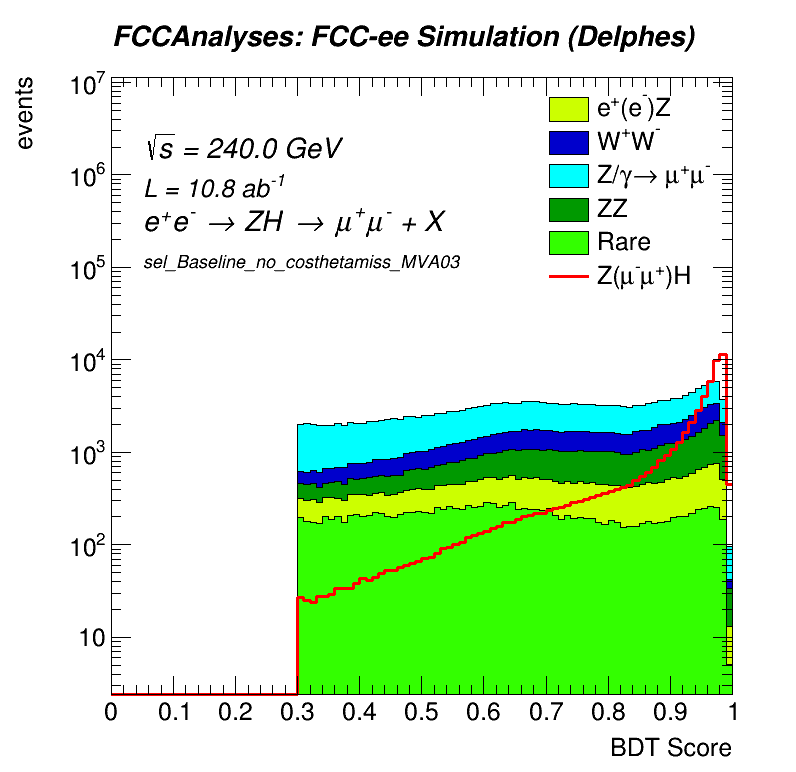 FCCAnalyses: FCC-ee Simulation (Delphes)
events
10⁷
10⁶
10⁵
10⁴
10³
10²
10
√s = 240.0 GeV
L = 10.8 ab⁻¹
e⁺e⁻ → ZH → μ⁺μ⁻ + X
sel_Baseline_no_costhetamiss_MVA03
e⁺(e⁻)Z
W⁺W⁻
Z/γ→ μ⁺μ⁻
ZZ
Rare
Z(μ⁻μ⁺)H
0 0.1 0.2 0.3 0.4 0.5 0.6 0.7 0.8 0.9 1
BDT Score